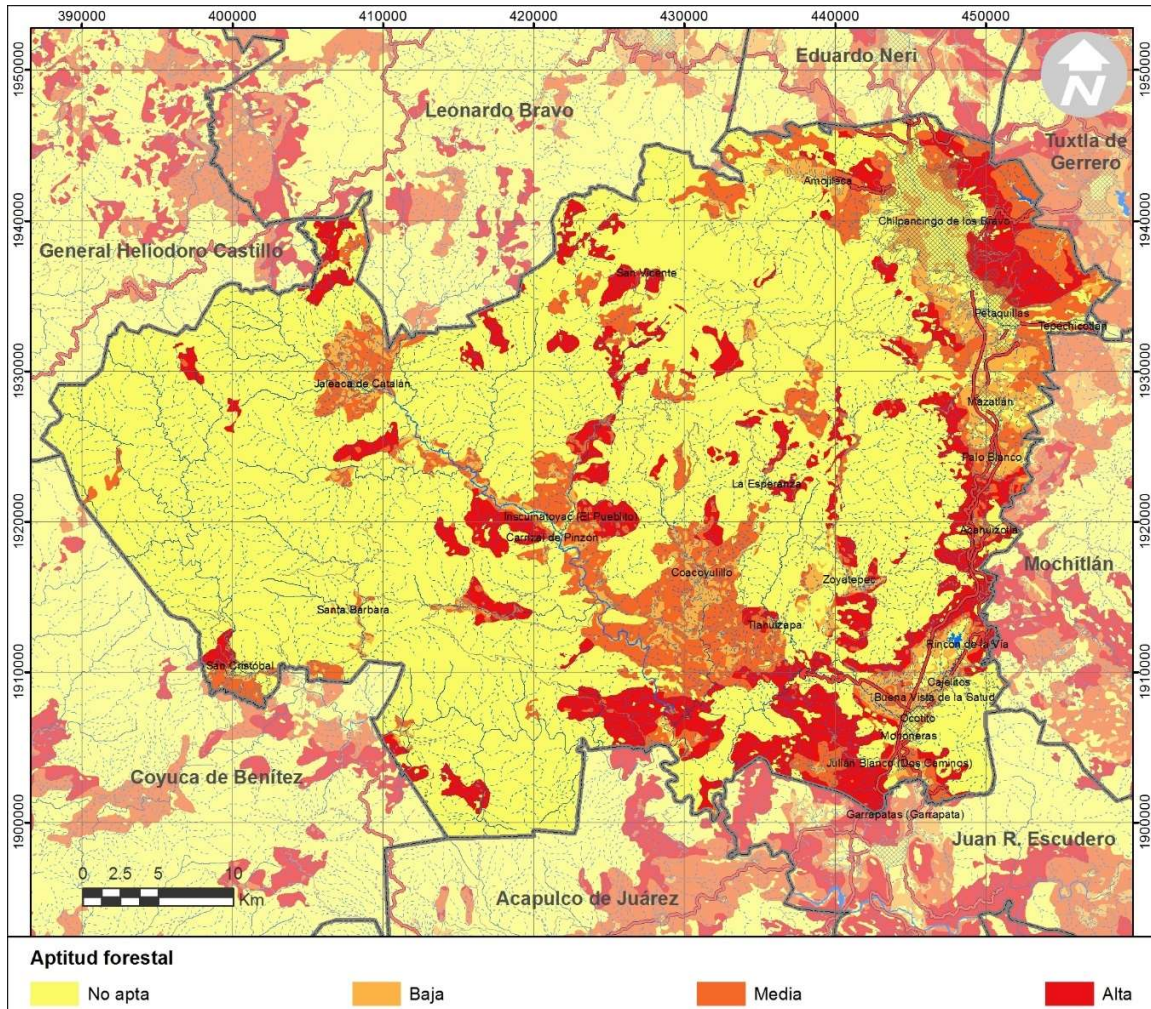 390000 400000 410000 420000 430000 440000 450000
1950000 1950000
1940000 1940000
1930000 1930000
1920000 1920000
1910000 1910000
1900000 1900000
N
Eduardo Neri
Leonardo Bravo
Tuxtla de
Gerrero
Amojileca
Chilpancingo de los Bravo
General Heliodoro Castillo
San Vicente
Petaquillas
Tepechicotlán
Jaleaca de Catalán
Mazatlán
Palo Blanco
La Esperanza
Inscumatoyac (El Pueblito)
Acahuizotla
Carrizal de Pinzón
Mochitlán
Coacoyulillo
Zoyatepec
Santa Bárbara
Tlahuizapa
Rincón de la Vía
San Cristóbal
Cajelitos
Buena Vista de la Salud
Ocotito
Mohoneras
Julián Blanco (Dos Caminos)
Coyuca de Benítez
Garrapatas (Garrapata)
Juan R. Escudero
Acapulco de Juárez
0 2.5 5 10
Km
Aptitud forestal
No apta Baja Media Alta